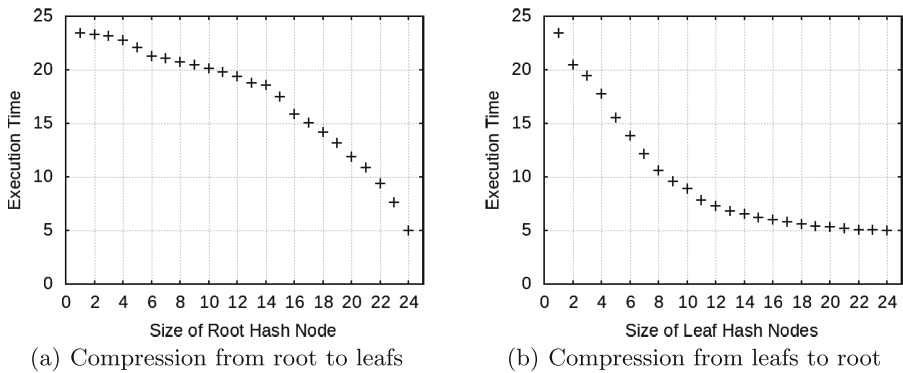 25
20
15
10
5
0
Execution Time
0 2 4 6 8 10 12 14 16 18 20 22 24
Size of Root Hash Node
(a) Compression from root to leafs
25
20
15
10
5
0
Execution Time
0 2 4 6 8 10 12 14 16 18 20 22 24
Size of Leaf Hash Nodes
(b) Compression from leafs to root